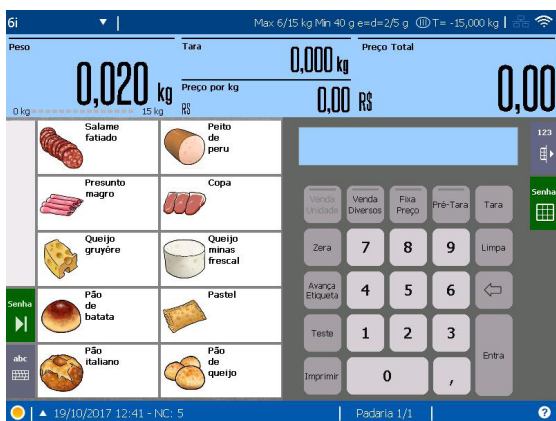 6i
Max 6/15 kg Min 40 g e=d=2/5 g Ⓜ T= -15,000 kg
Peso
0,020 kg
0 kg
15 kg
Tara
0,000 kg
Preço por kg
R$
0,00 R$
Preço Total
0,00
Salame
fatiado
Peito
de
peru
Presunto
magro
Copa
Queijo
gruyére
Queijo
minas
frescal
Pão
de
batata
Pastel
Pão
italiano
Pão
de
queijo
Senha
abc
123
Senha
Venda
Unidade
Venda
Diversos
Fixa
Preço
Pré-Tara
Tara
Zera
7
8
9
Limpa
Avança
Etiqueta
4
5
6
Teste
1
2
3
Entra
Imprimir
0
,
19/10/2017 12:41 - NC: 5
Padaria 1/1
?